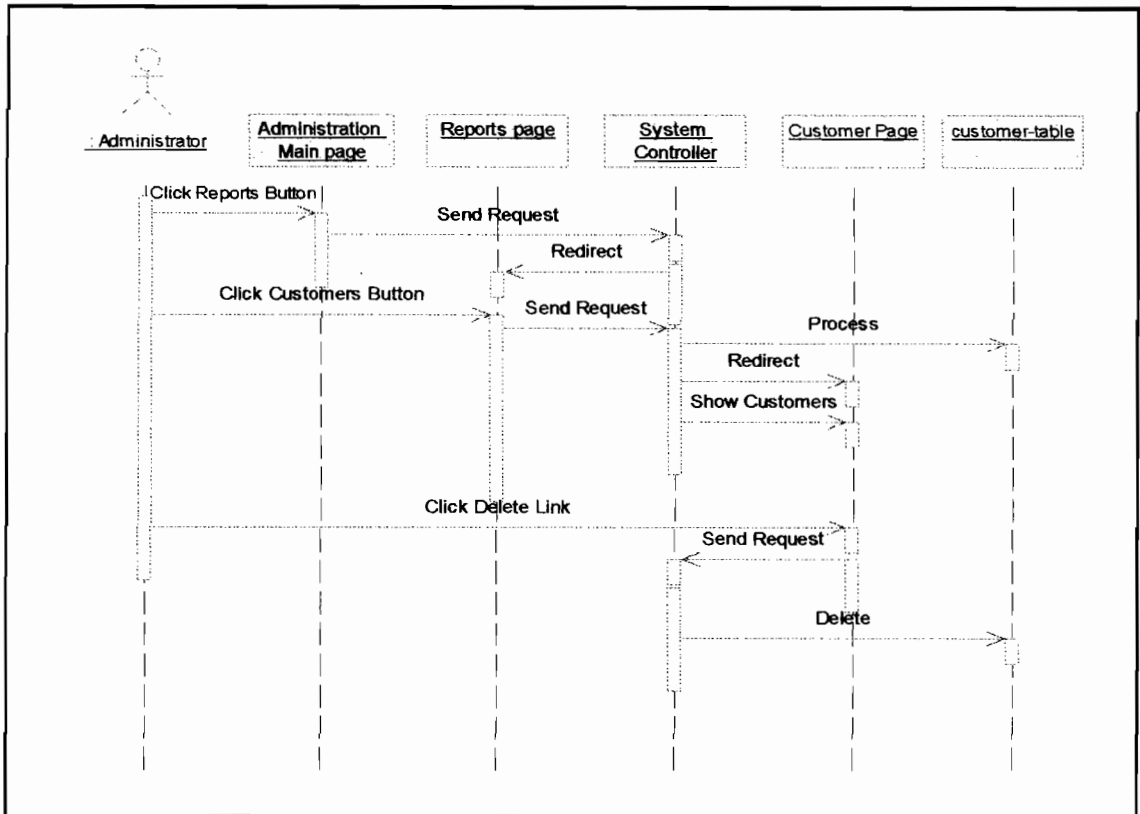 : Administrator
Administration
Main page
Reports page
System
Controller
Customer Page
customer-table
Click Reports Button
Send Request
Redirect
Click Customers Button
Send Request
Process
Redirect
Show Customers
Click Delete Link
Send Request
Delete